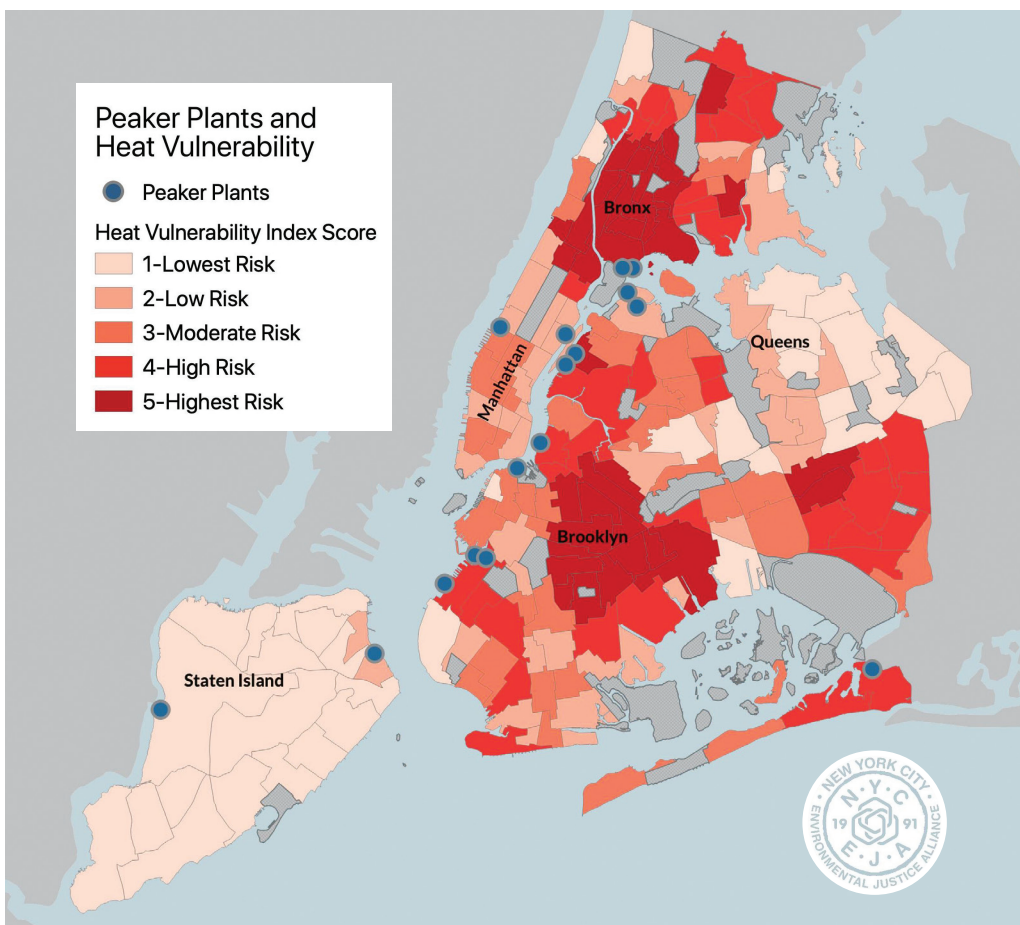 Peaker Plants and
Heat Vulnerability
Peaker Plants
Heat Vulnerability Index Score
1-Lowest Risk
2-Low Risk
3-Moderate Risk
4-High Risk
5-Highest Risk
Bronx
Manhattan
Queens
Brooklyn
Staten Island
• NEW YORK CITY •
ENVIRONMENTAL JUSTICE ALLIANCE
N•Y•C
19 91
E•J•A